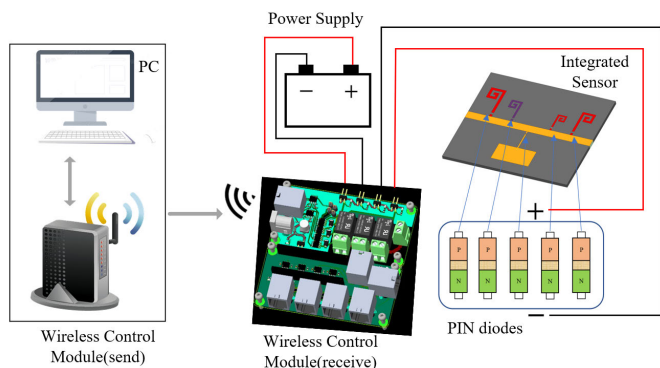 Power Supply
PC
Integrated
Sensor
− +
+
P P P P P
N N N N N
−
PIN diodes
Wireless Control
Module(send)
Wireless Control
Module(receive)